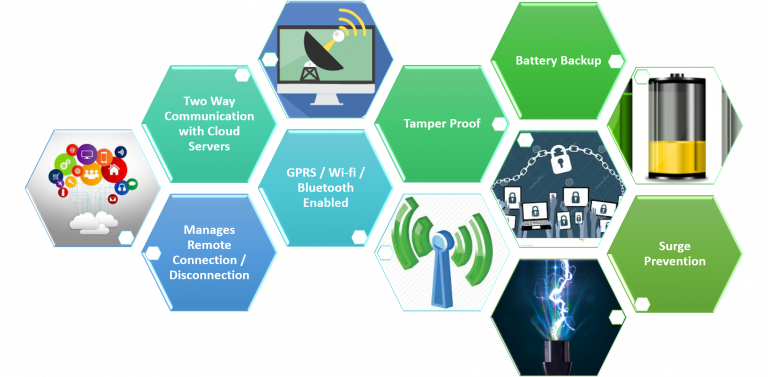 Two Way
Communication
with Cloud
Servers
Manages
Remote
Connection /
Disconnection
GPRS / Wi-fi /
Bluetooth
Enabled
Tamper Proof
Battery Backup
Surge
Prevention